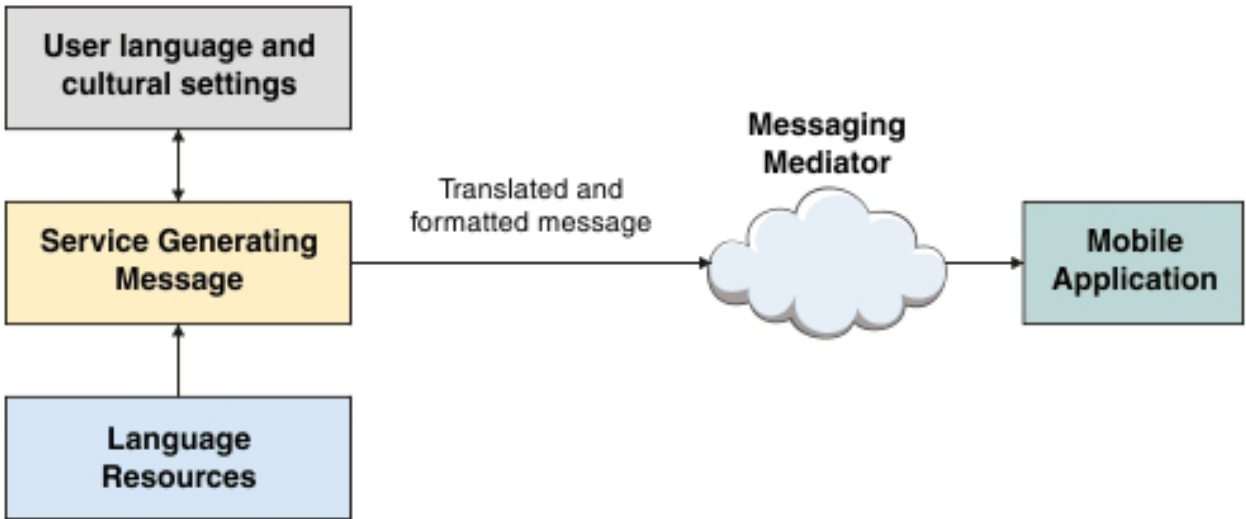 User language and
cultural settings
Service Generating
Message
Language
Resources
Translated and
formatted message
Messaging
Mediator
Mobile
Application